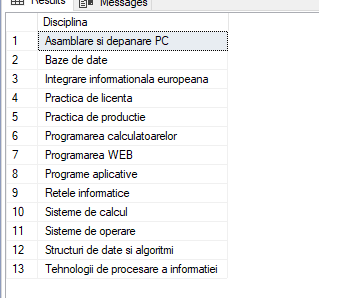 Results Messages
Disciplina
1 Asamblare si depanare PC
2 Baze de date
3 Integrare informationala europeana
4 Practica de licenta
5 Practica de productie
6 Programarea calculatoarelor
7 Programarea WEB
8 Programe aplicative
9 Retele informatice
10 Sisteme de calcul
11 Sisteme de operare
12 Structuri de date si algoritmi
13 Tehnologii de procesare a informatiei